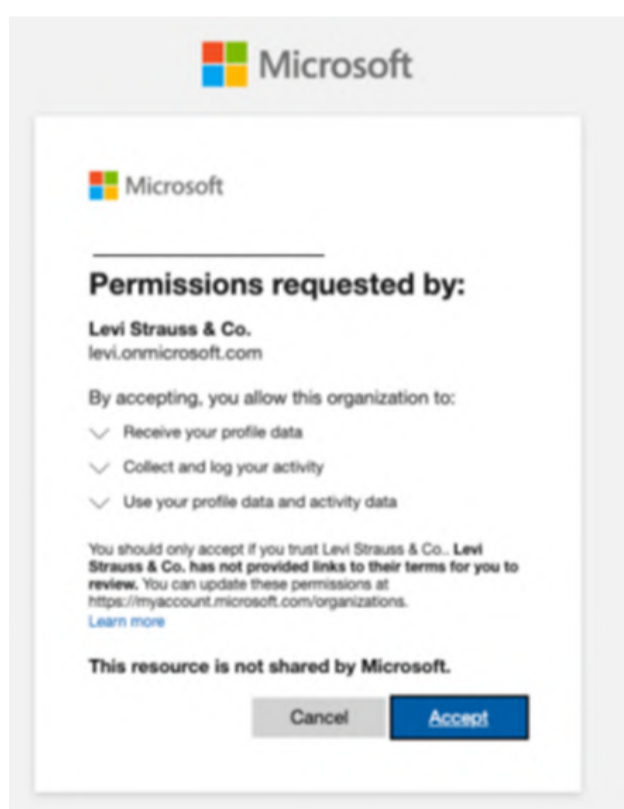 Microsoft
Microsoft
Permissions requested by:
Levi Strauss & Co.
levi.onmicrosoft.com
By accepting, you allow this organization to:
Receive your profile data
Collect and log your activity
Use your profile data and activity data
You should only accept if you trust Levi Strauss & Co.. Levi
Strauss & Co. has not provided links to their terms for you to
review. You can update these permissions at
https://myaccount.microsoft.com/organizations.
Learn more
This resource is not shared by Microsoft.
Cancel Accept